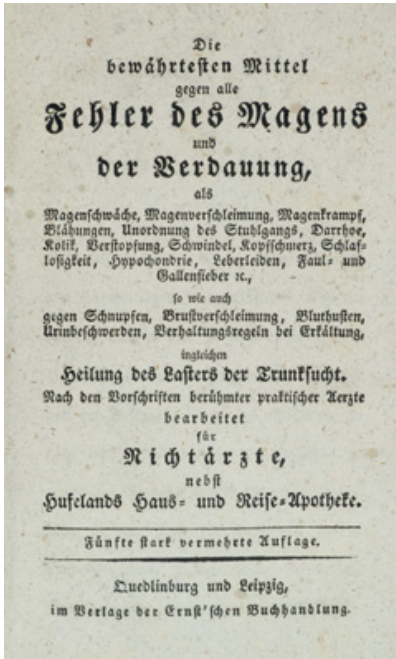 Die
bewährtesten Mittel
gegen alle
Fehler des Magens
und
der Verdauung,
als
Magenschwäche, Magenverschleimung, Magenkrampf,
Blähungen, Unordnung des Stuhlgangs, Darrhoe,
Kolik, Verstopfung, Schwindel, Kopfschmerz, Schlaf-
losigkeit, Hypochondrie, Leberleiden, Faul- und
Gallenfieber ꝛc.,
so wie auch
gegen Schnupfen, Brustverschleimung, Bluthusten,
Urinbeschwerden, Verhaltungsregeln bei Erkältung,
ingleichen
Heilung des Lasters der Trunksucht.
Nach den Vorschriften berühmter praktischer Aerzte
bearbeitet
für
Nichtärzte,
nebst
Hufelands Haus- und Reise-Apotheke.
Fünfte stark vermehrte Auflage.
Quedlinburg und Leipzig,
im Verlage der Ernst'schen Buchhandlung.